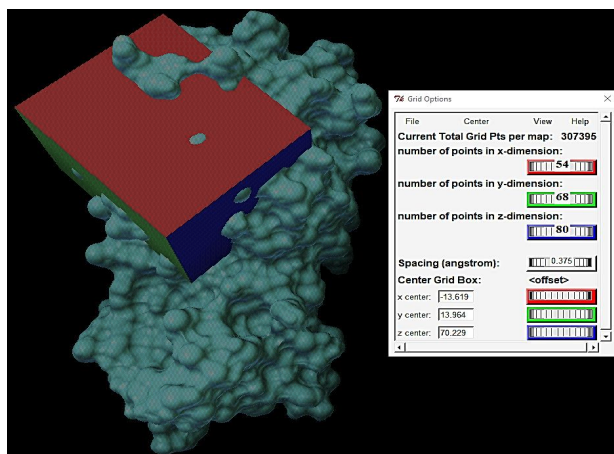 Grid Options
File Center View Help
Current Total Grid Pts per map: 307395
number of points in x-dimension:
54
number of points in y-dimension:
68
number of points in z-dimension:
80
Spacing (angstrom): 0.375
Center Grid Box: <offset>
x center: -13.619
y center: 13.964
z center: 70.229